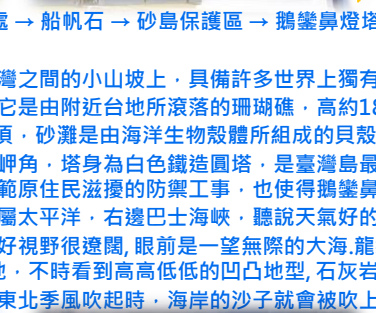 處 → 船帆石 → 砂島保護區 → 鵝鑾鼻燈塔
灣之間的小山坡上，具備許多世界上獨有
它是由附近台地所滾落的珊瑚礁，高約18
頃，砂灘是由海洋生物殼體所組成的貝殼
岬角，塔身為白色鐵造圓塔，是臺灣島最
範原住民滋擾的防禦工事，也使得鵝鑾鼻
屬太平洋，右邊巴士海峽，聽說天氣好的
好視野很遼闊, 眼前是一望無際的大海.龍
也，不時看到高高低低的凹凸地型, 石灰岩
東北季風吹起時，海岸的沙子就會被吹上